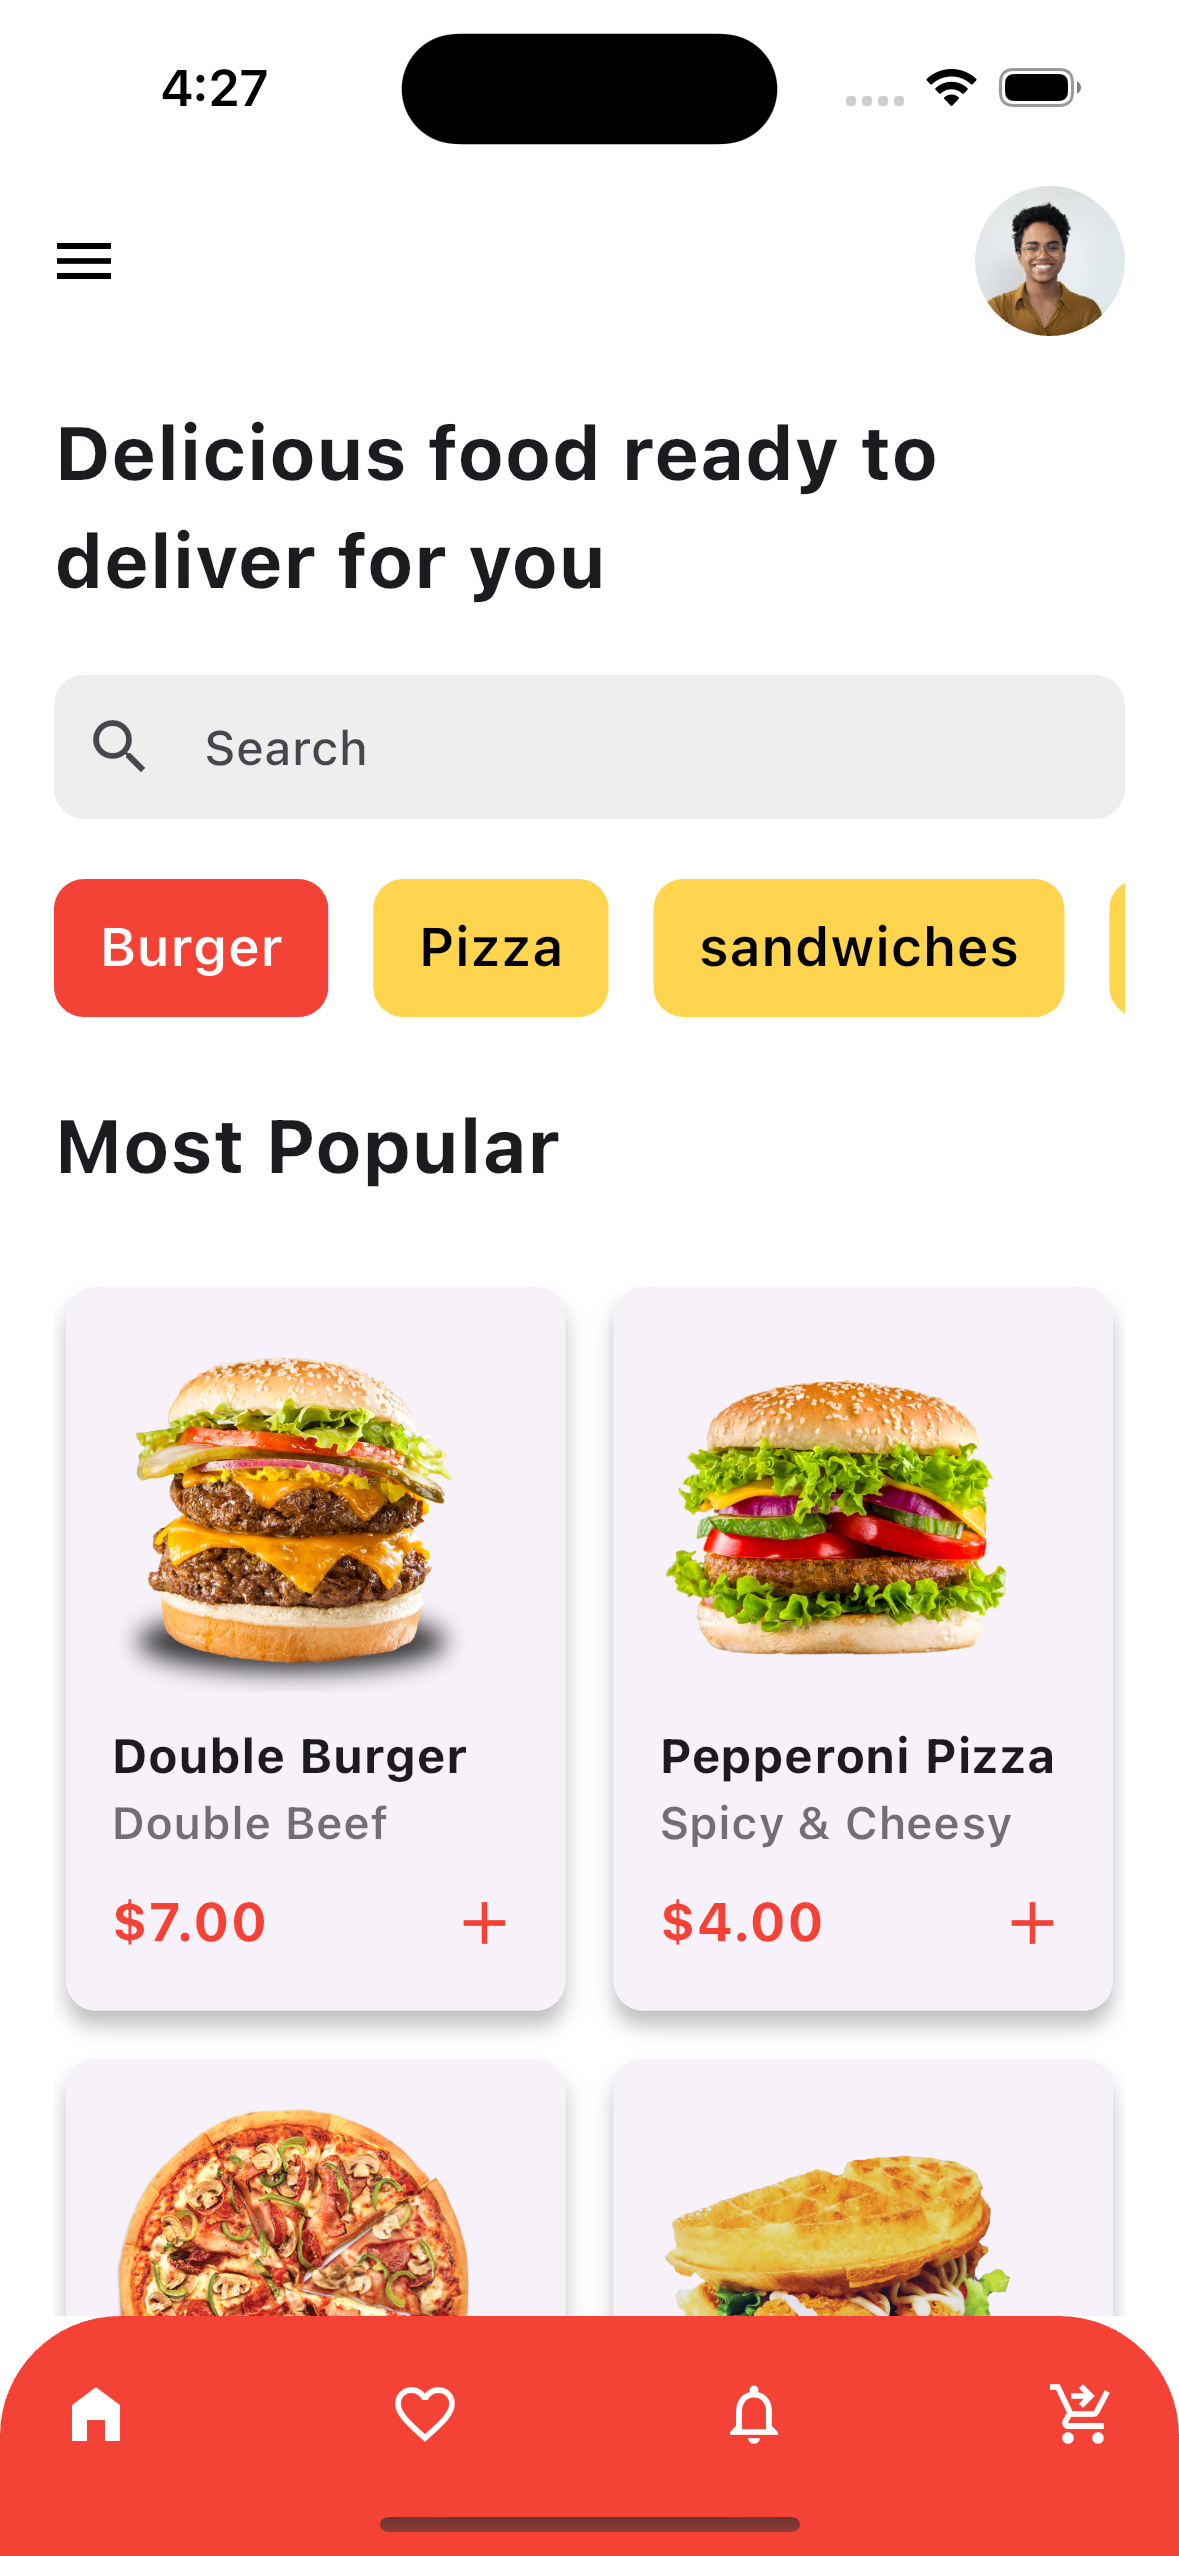 4:27
Delicious food ready to
deliver for you
Search
Burger
Pizza
sandwiches
Most Popular
Double Burger
Double Beef
$7.00
Pepperoni Pizza
Spicy & Cheesy
$4.00